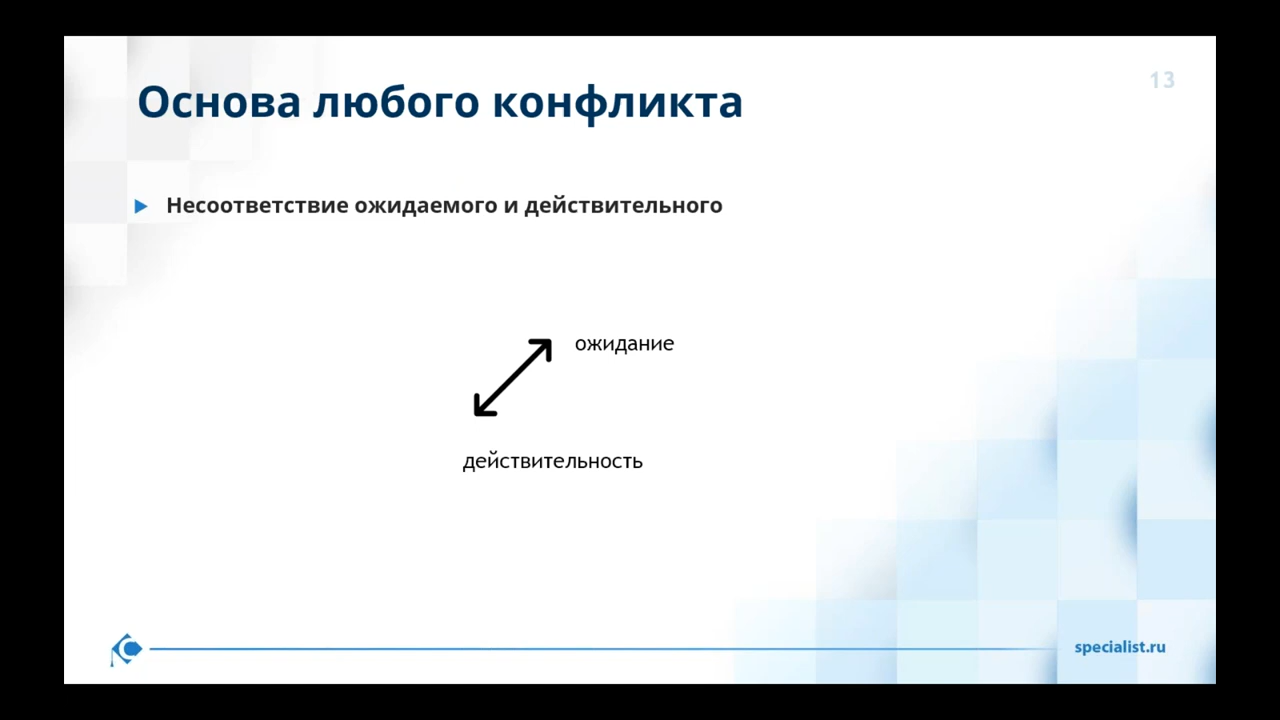 13
Основа любого конфликта
Несоответствие ожидаемого и действительного
ожидание
действительность
specialist.ru